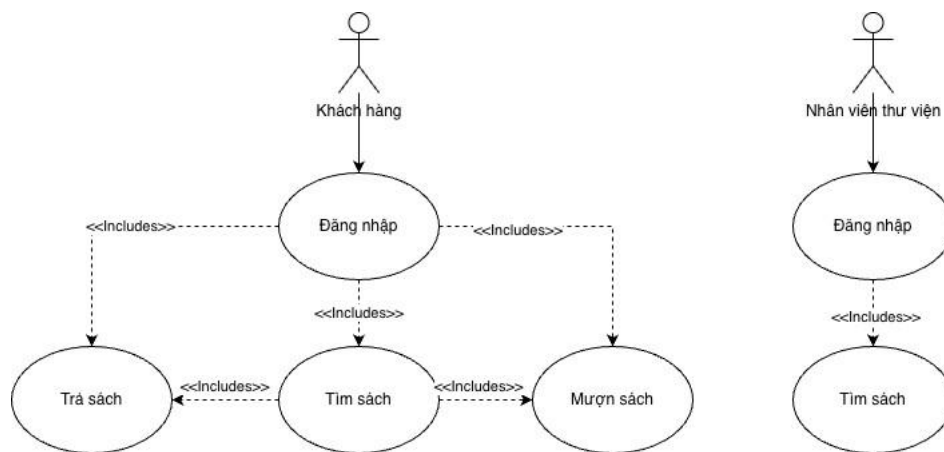 Khách hàng
Nhân viên thư viện
Đăng nhập
Đăng nhập
<<Includes>>
<<Includes>>
<<Includes>>
<<Includes>>
Trả sách
<<Includes>>
Tìm sách
<<Includes>>
Mượn sách
Tìm sách